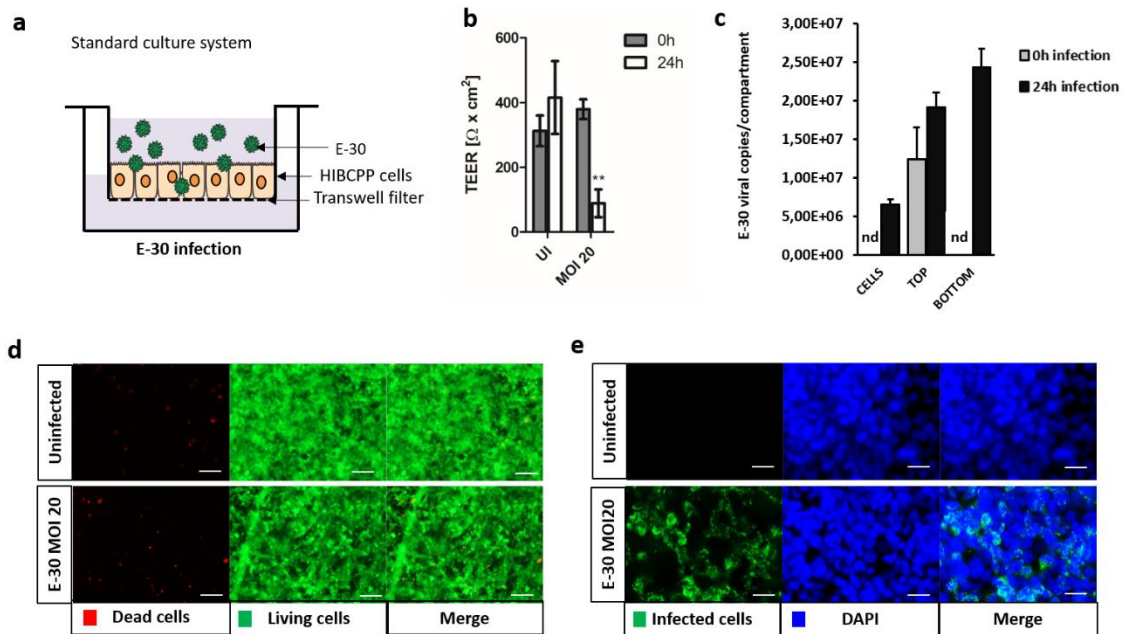 a
Standard culture system
E-30
HIBCPP cells
Transwell filter
E-30 infection
b
TEER [Ω x cm²]
600
400
200
0
0h
24h
**
UI
MOI 20
c
E-30 viral copies/compartment
3,00E+07
2,50E+07
2,00E+07
1,50E+07
1,00E+07
5,00E+06
0,00E+00
0h infection
24h infection
nd
nd
CELLS
TOP
BOTTOM
d
Uninfected
E-30 MOI 20
Dead cells
Living cells
Merge
e
Uninfected
E-30 MOI20
Infected cells
DAPI
Merge